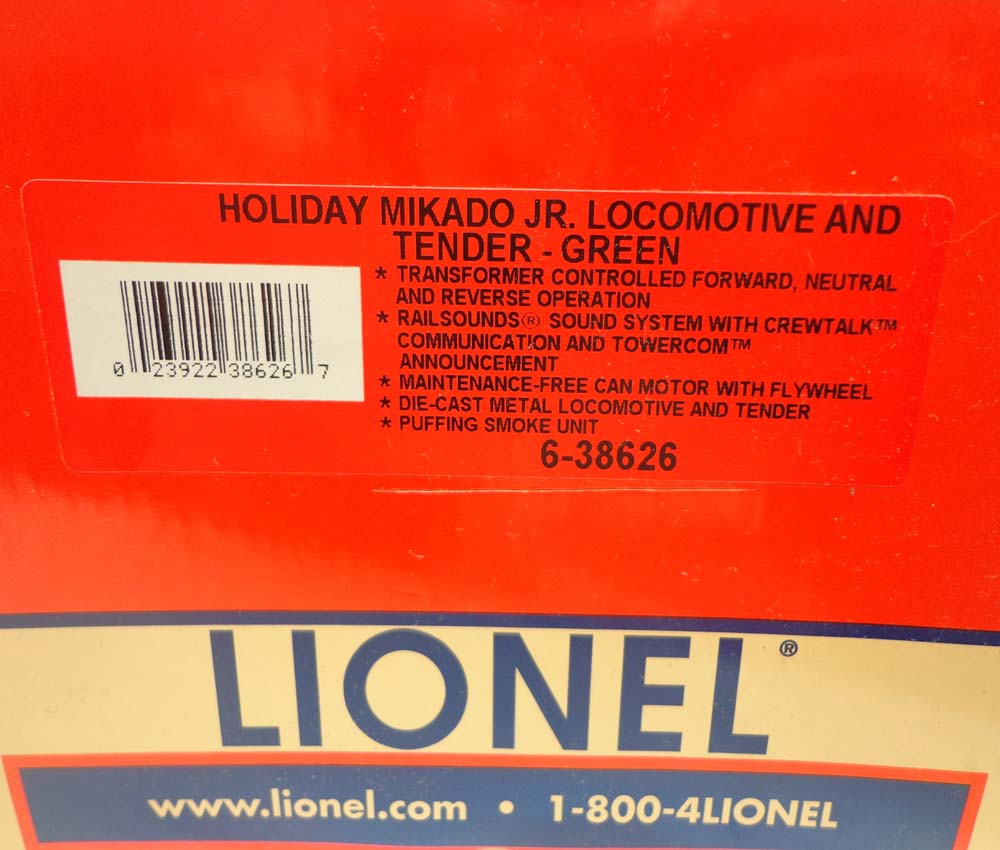 HOLIDAY MIKADO JR. LOCOMOTIVE AND
TENDER - GREEN
* TRANSFORMER CONTROLLED FORWARD, NEUTRAL
AND REVERSE OPERATION
* RAILSOUNDS® SOUND SYSTEM WITH CREWTALK™
COMMUNICATION AND TOWERCOM™
ANNOUNCEMENT
* MAINTENANCE-FREE CAN MOTOR WITH FLYWHEEL
* DIE-CAST METAL LOCOMOTIVE AND TENDER
* PUFFING SMOKE UNIT
6-38626
0 23922 38626 7
LIONEL®
www.lionel.com • 1-800-4LIONEL